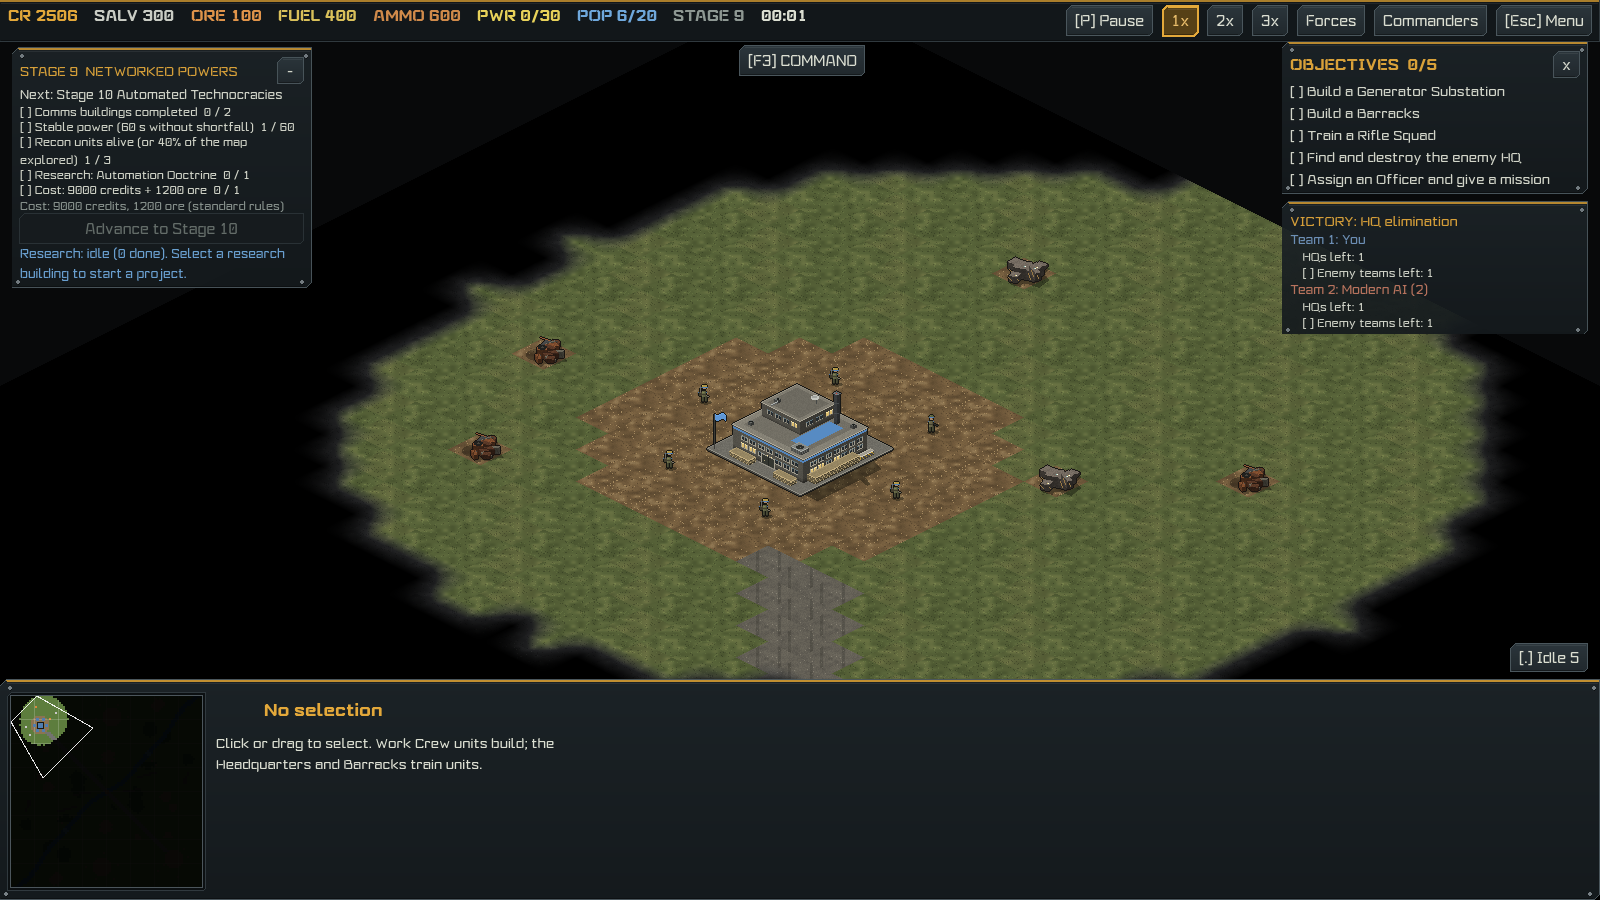 CR 2506 SALV 300 ORE 100 FUEL 400 AMMO 600 PWR 0/30 POP 6/20 STAGE 9 00:01
[P] Pause 1x 2x 3x Forces Commanders [Esc] Menu
[F3] COMMAND
STAGE 9 NETWORKED POWERS -
Next: Stage 10 Automated Technocracies
[ ] Comms buildings completed 0 / 2
[ ] Stable power (60 s without shortfall) 1 / 60
[ ] Recon units alive (or 40% of the map
explored) 1 / 3
[ ] Research: Automation Doctrine 0 / 1
[ ] Cost: 9000 credits + 1200 ore 0 / 1
Cost: 9000 credits, 1200 ore (standard rules)
Advance to Stage 10
Research: idle (0 done). Select a research
building to start a project.
OBJECTIVES 0/5 x
[ ] Build a Generator Substation
[ ] Build a Barracks
[ ] Train a Rifle Squad
[ ] Find and destroy the enemy HQ
[ ] Assign an Officer and give a mission
VICTORY: HQ elimination
Team 1: You
HQs left: 1
[ ] Enemy teams left: 1
Team 2: Modern AI (2)
HQs left: 1
[ ] Enemy teams left: 1
[.] Idle 5
No selection
Click or drag to select. Work Crew units build; the
Headquarters and Barracks train units.